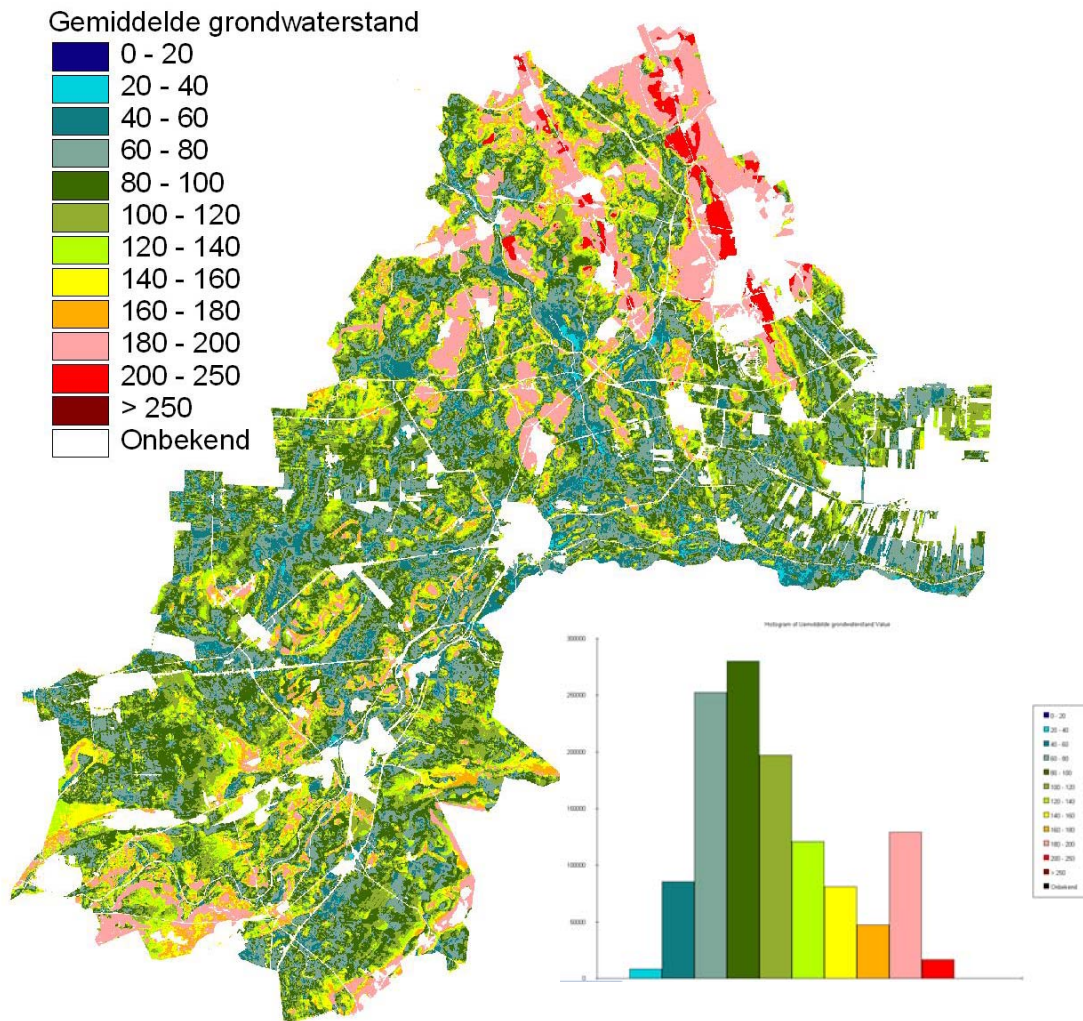 Gemiddelde grondwaterstand
0 - 20
20 - 40
40 - 60
60 - 80
80 - 100
100 - 120
120 - 140
140 - 160
160 - 180
180 - 200
200 - 250
> 250
Onbekend
Histogram of Gemiddelde grondwaterstand Value
300000
250000
200000
150000
100000
50000
0
0 - 20
20 - 40
40 - 60
60 - 80
80 - 100
100 - 120
120 - 140
140 - 160
160 - 180
180 - 200
200 - 250
> 250
Onbekend